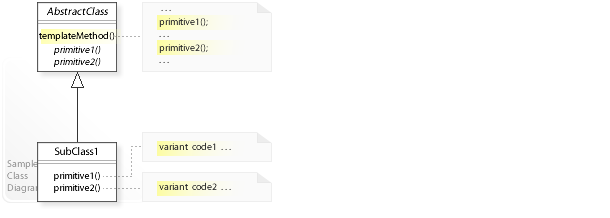 AbstractClass
templateMethod()
primitive1()
primitive2()
...
primitive1();
...
primitive2();
...
SubClass1
primitive1()
primitive2()
variant code1 ...
variant code2 ...
Sample
Class
Diagram